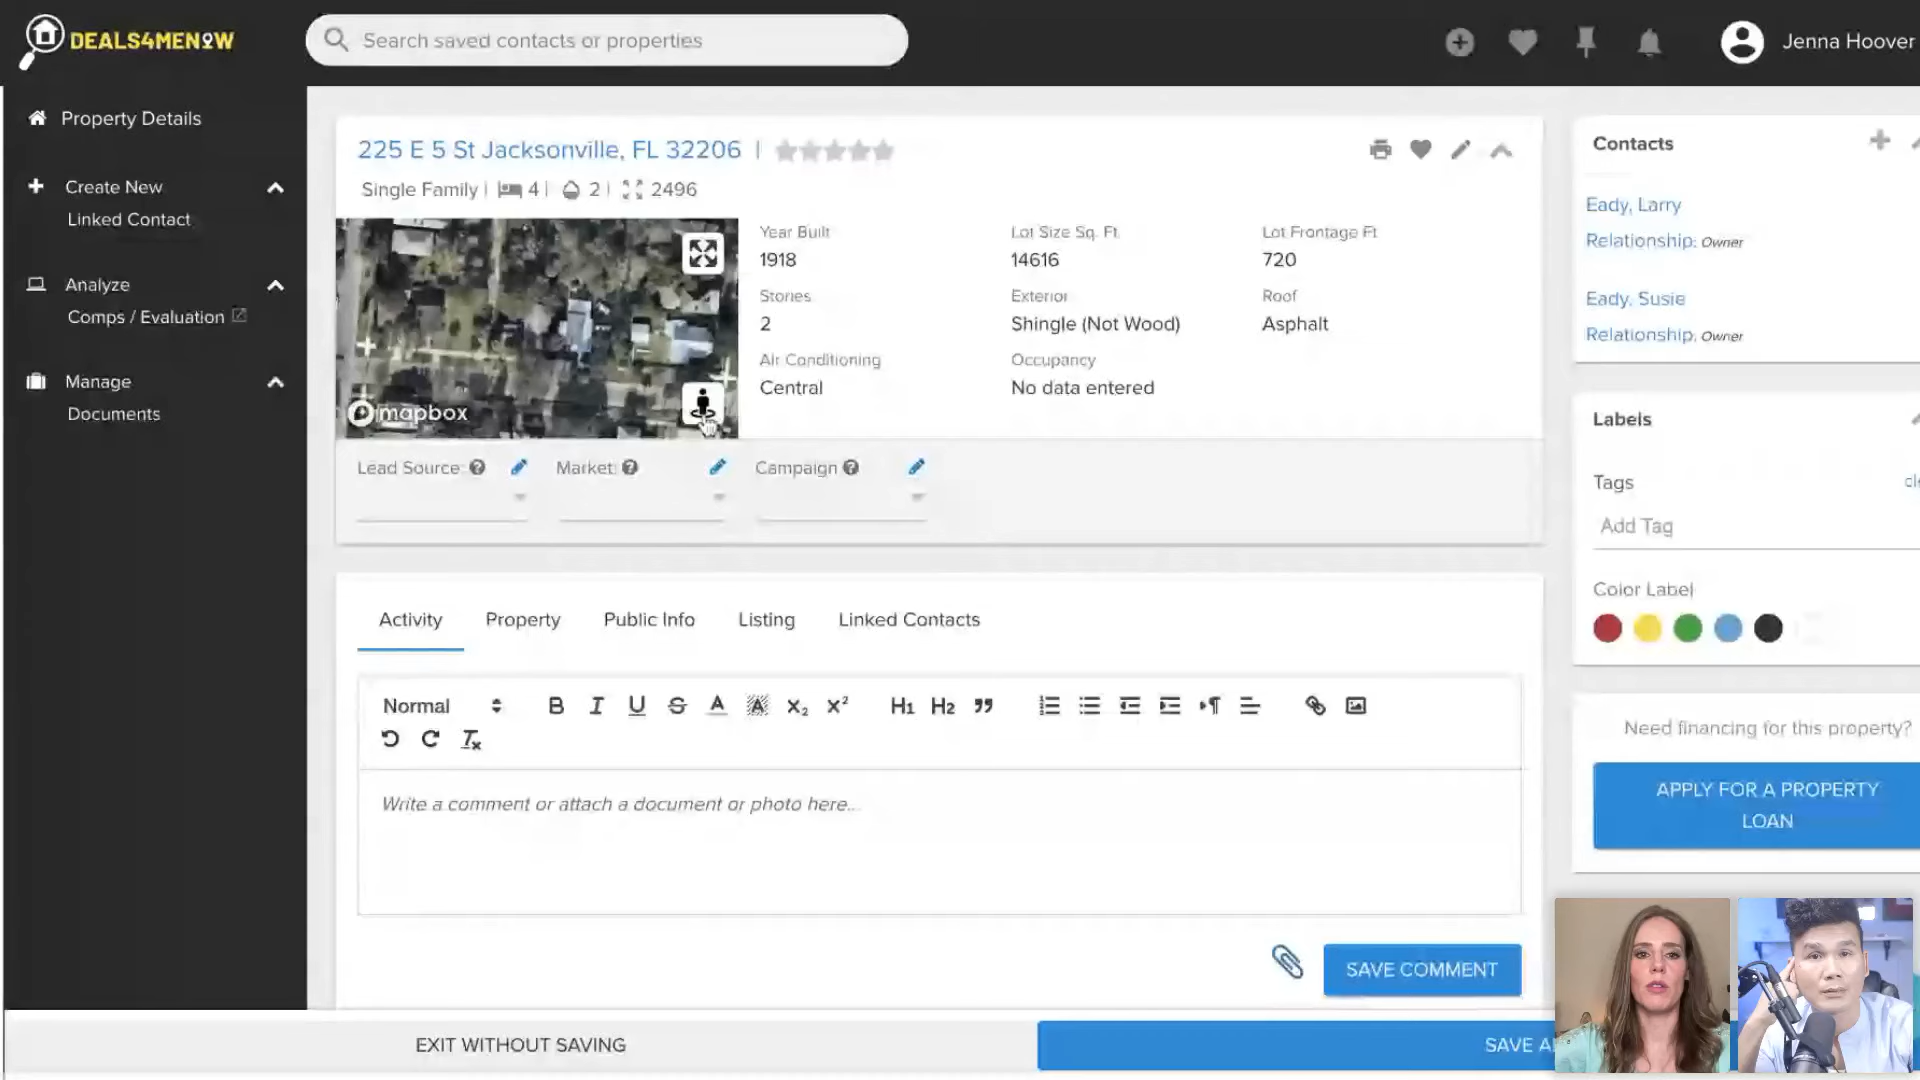 DEALS4MENOW
Search saved contacts or properties
Jenna Hoover
Property Details
Create New
Linked Contact
Analyze
Comps / Evaluation
Manage
Documents
225 E 5 St Jacksonville, FL 32206 |
Single Family | 4 | 2 | 2496
Year Built
1918
Lot Size Sq. Ft
14616
Lot Frontage Ft
720
Stories
2
Exterior
Shingle (Not Wood)
Roof
Asphalt
Air Conditioning
Central
Occupancy
No data entered
mapbox
Lead Source
Market
Campaign
Activity
Property
Public Info
Listing
Linked Contacts
Normal
B I U S A A X₂ X²
H1 H2
Write a comment or attach a document or photo here...
SAVE COMMENT
EXIT WITHOUT SAVING
SAVE
Contacts
Eady, Larry
Relationship: Owner
Eady, Susie
Relationship: Owner
Labels
Tags
Add Tag
Color Label
Need financing for this property?
APPLY FOR A PROPERTY
LOAN